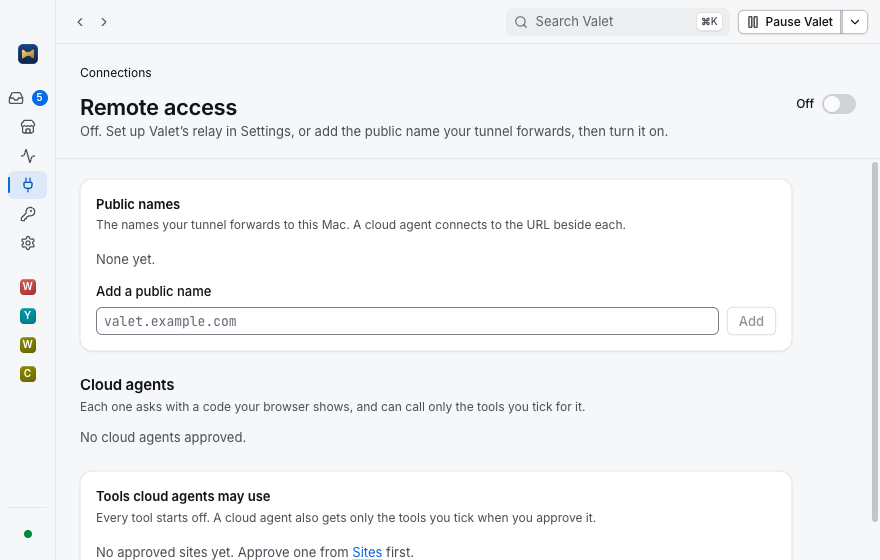 Search Valet
⌘K
Pause Valet
5
W
Y
W
C
Connections
Remote access
Off. Set up Valet’s relay in Settings, or add the public name your tunnel forwards, then turn it on.
Off
Public names
The names your tunnel forwards to this Mac. A cloud agent connects to the URL beside each.
None yet.
Add a public name
valet.example.com
Add
Cloud agents
Each one asks with a code your browser shows, and can call only the tools you tick for it.
No cloud agents approved.
Tools cloud agents may use
Every tool starts off. A cloud agent also gets only the tools you tick when you approve it.
No approved sites yet. Approve one from Sites first.